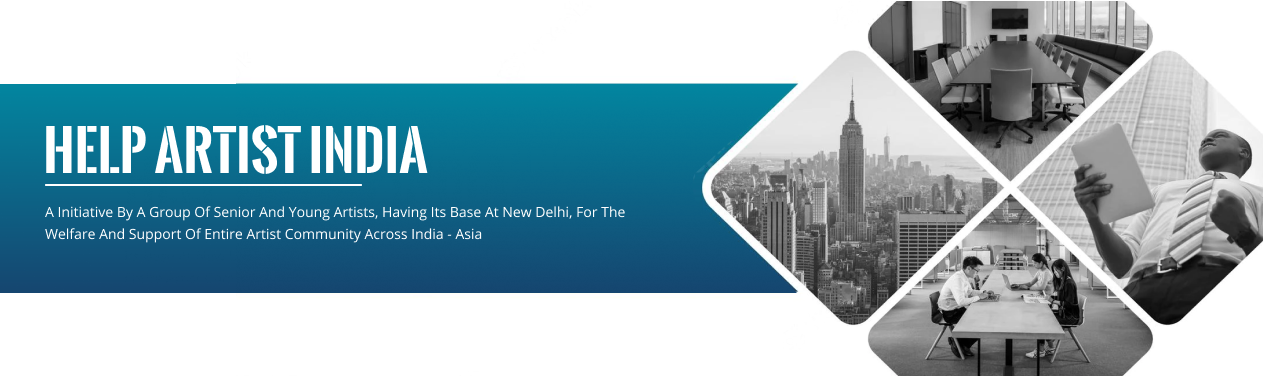 HELP ARTIST INDIA
A Initiative By A Group Of Senior And Young Artists, Having Its Base At New Delhi, For The
Welfare And Support Of Entire Artist Community Across India - Asia